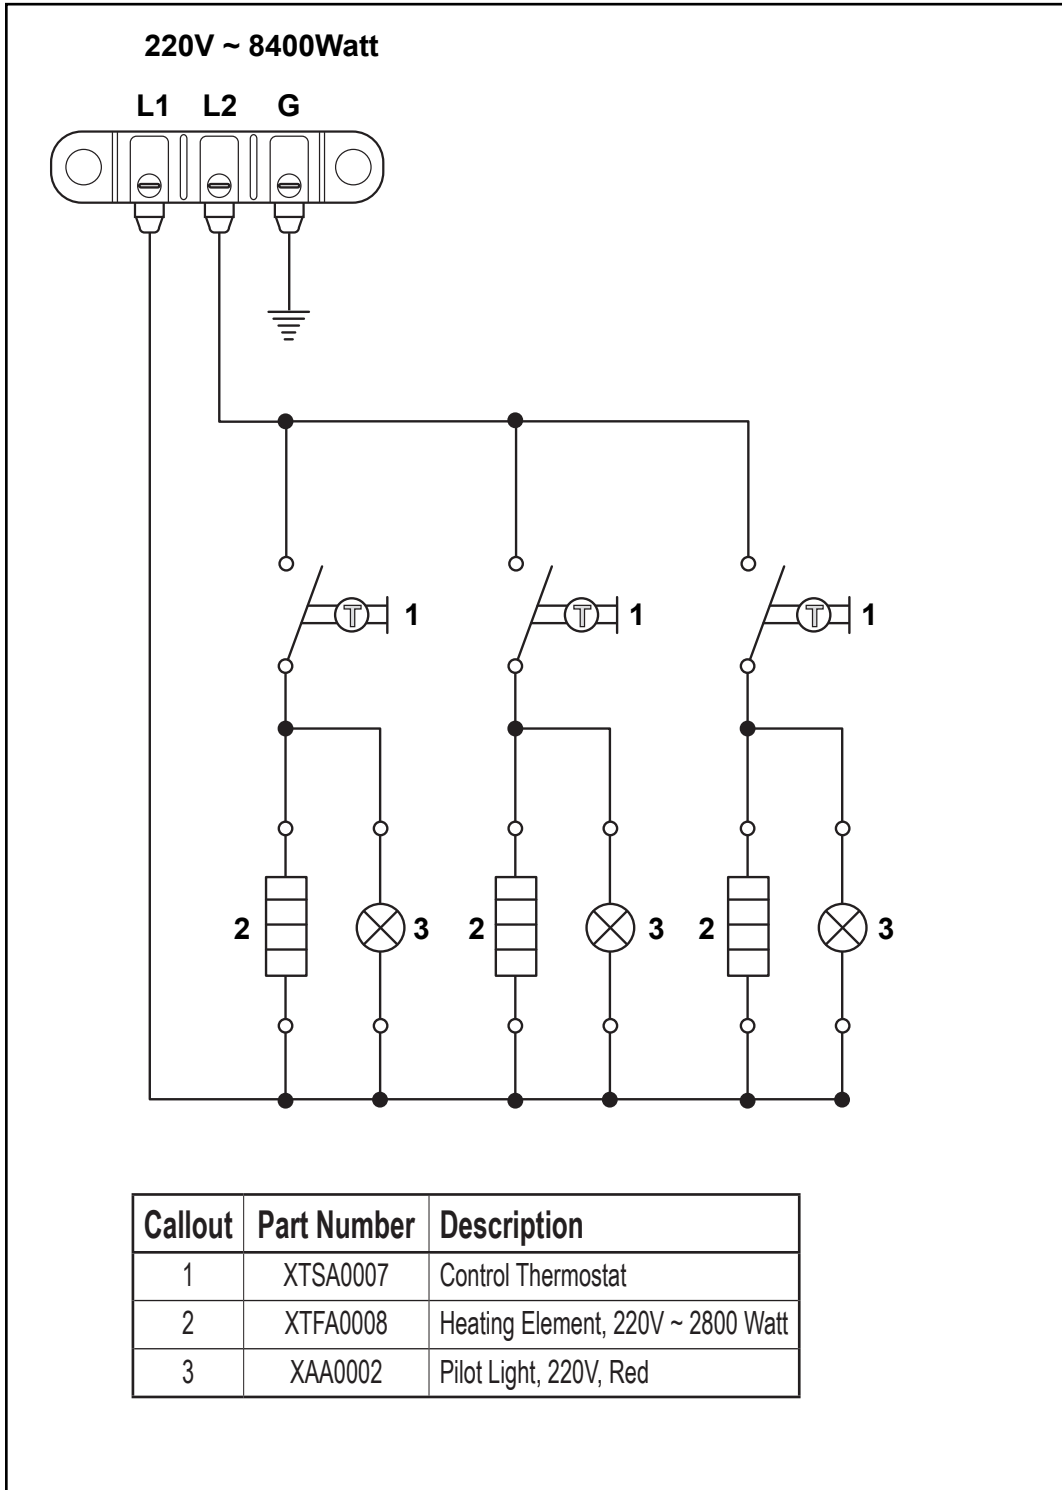 220V ~ 8400Watt
L1 L2 G
T 1 T 1 T 1
2 3 2 3 2 3
Callout Part Number Description
1 XTSA0007 Control Thermostat
2 XTFA0008 Heating Element, 220V ~ 2800 Watt
3 XAA0002 Pilot Light, 220V, Red